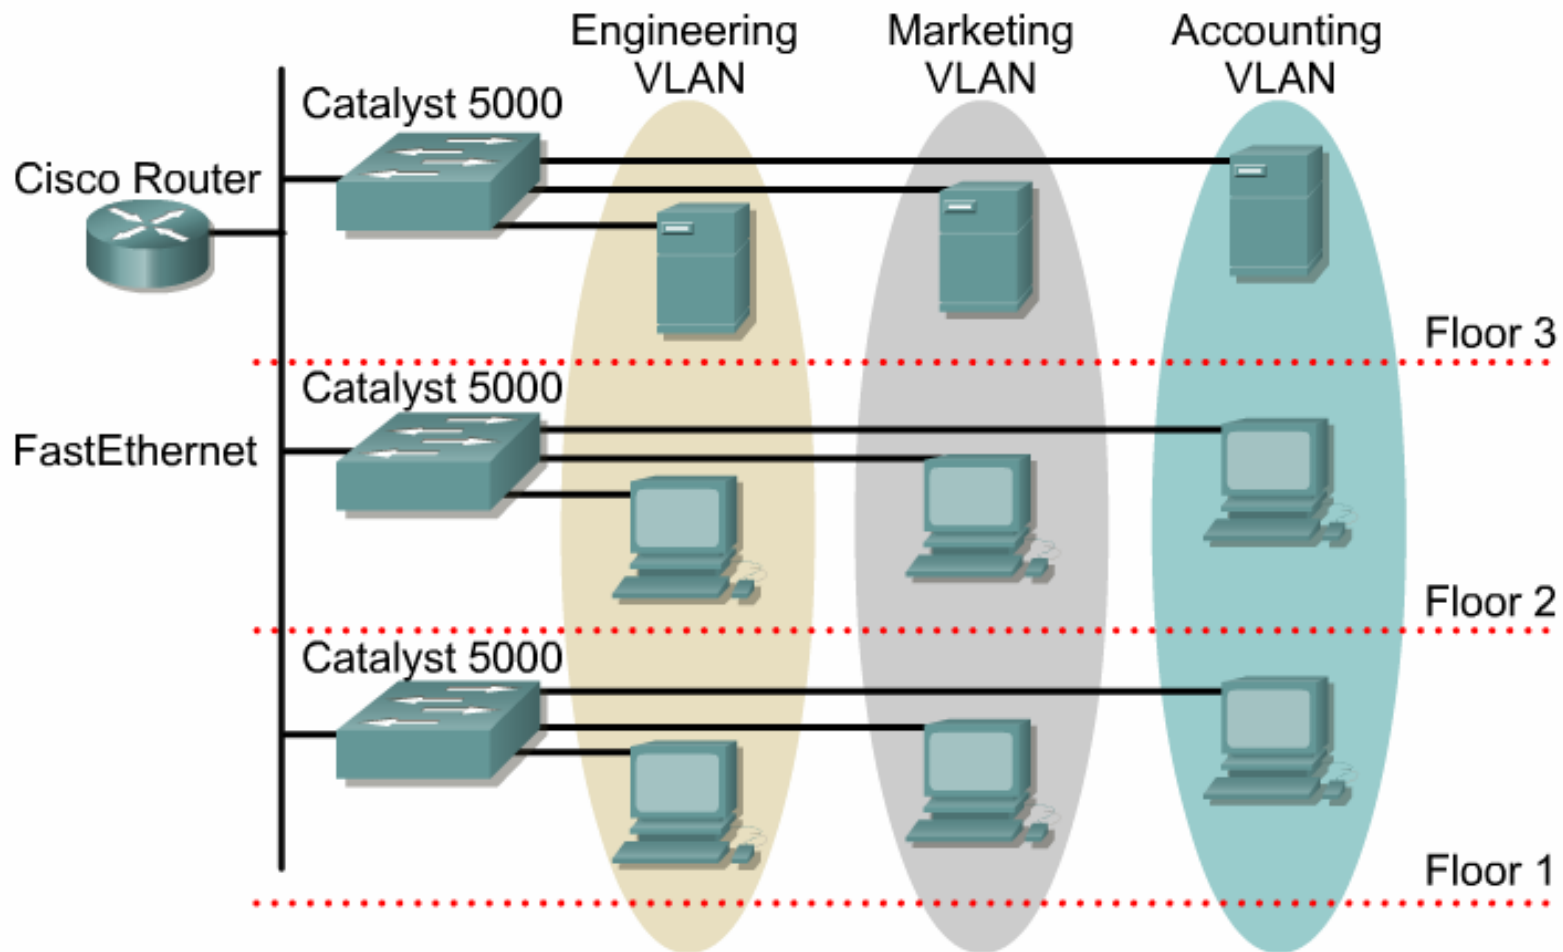 Engineering
VLAN
Marketing
VLAN
Accounting
VLAN
Catalyst 5000
Cisco Router
Floor 3
Catalyst 5000
FastEthernet
Floor 2
Catalyst 5000
Floor 1